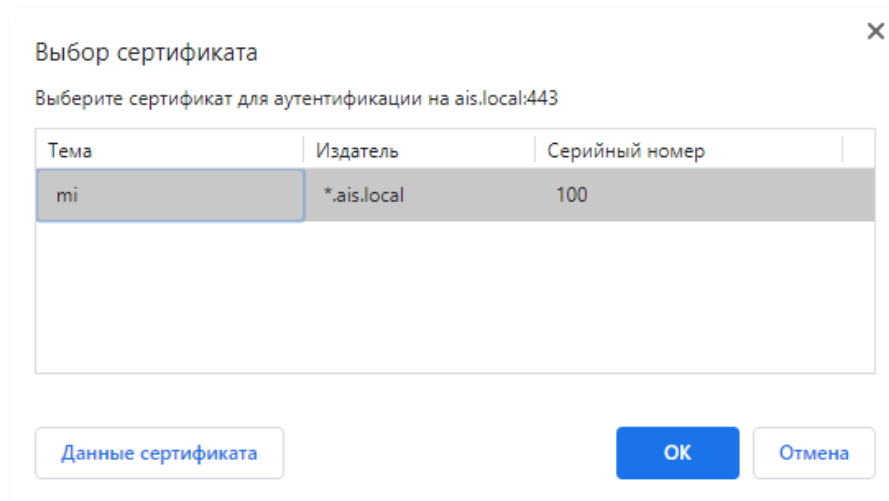 Выбор сертификата
Выберите сертификат для аутентификации на ais.local:443
Тема Издатель Серийный номер
mi *.ais.local 100
Данные сертификата ОК Отмена